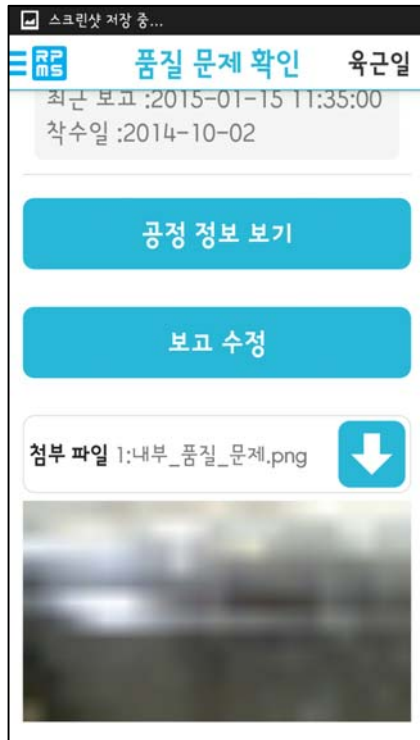 스크린샷 저장 중...
RP
MS
품질 문제 확인
육근일
최근 보고 :2015-01-15 11:35:00
착수일 :2014-10-02
공정 정보 보기
보고 수정
첨부 파일 1:내부_품질_문제.png